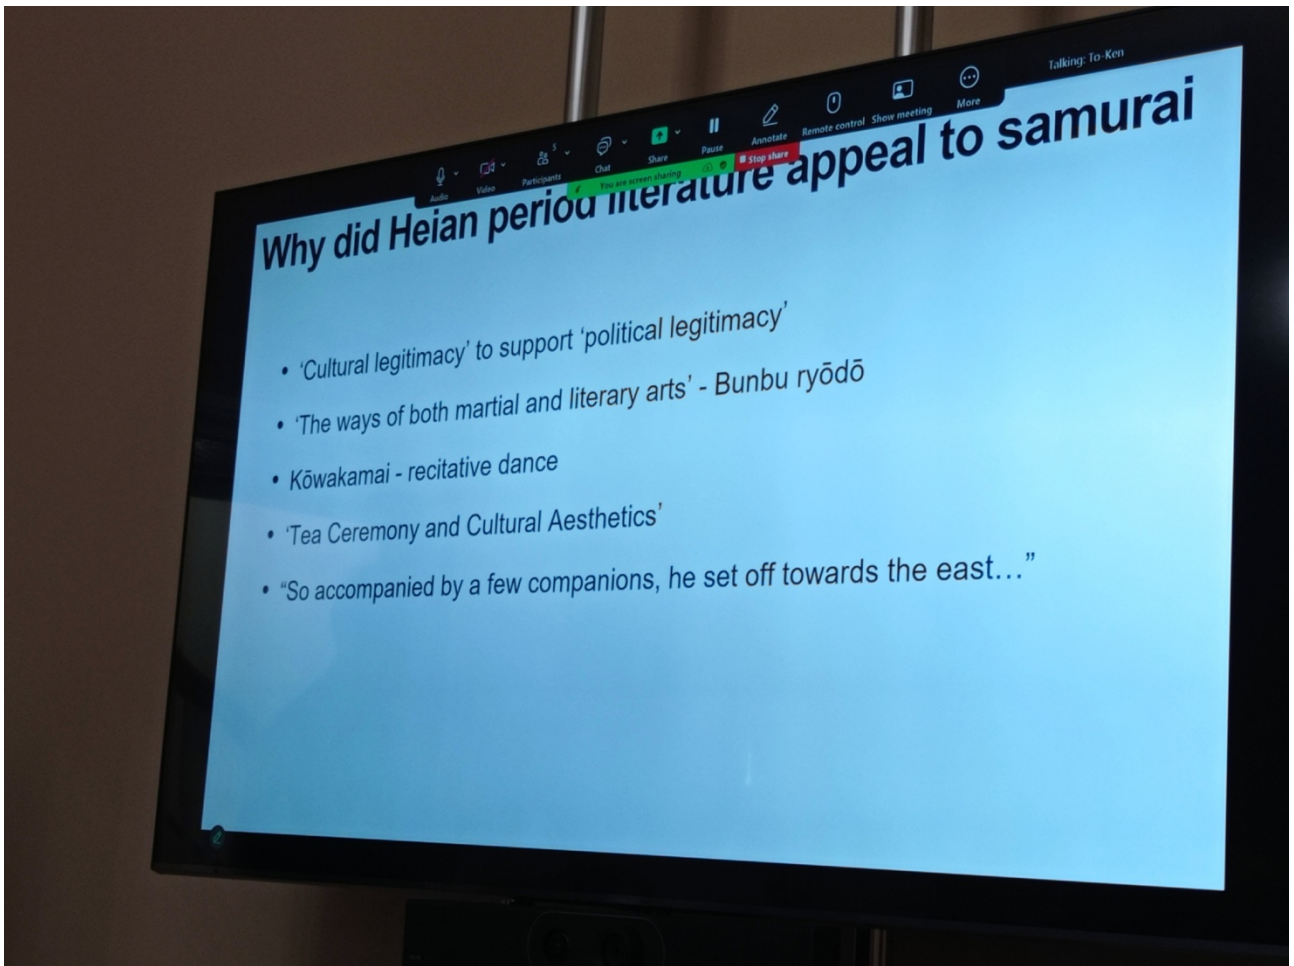 Talking: To-Ken
Audio
Video
5
Participants
Chat
Share
Pause
Annotate
Remote control
Show meeting
More
You are screen sharing
Stop share
Why did Heian period literature appeal to samurai
• ‘Cultural legitimacy’ to support ‘political legitimacy’
• ‘The ways of both martial and literary arts’ - Bunbu ryōdō
• Kōwakamai - recitative dance
• ‘Tea Ceremony and Cultural Aesthetics’
• “So accompanied by a few companions, he set off towards the east…”